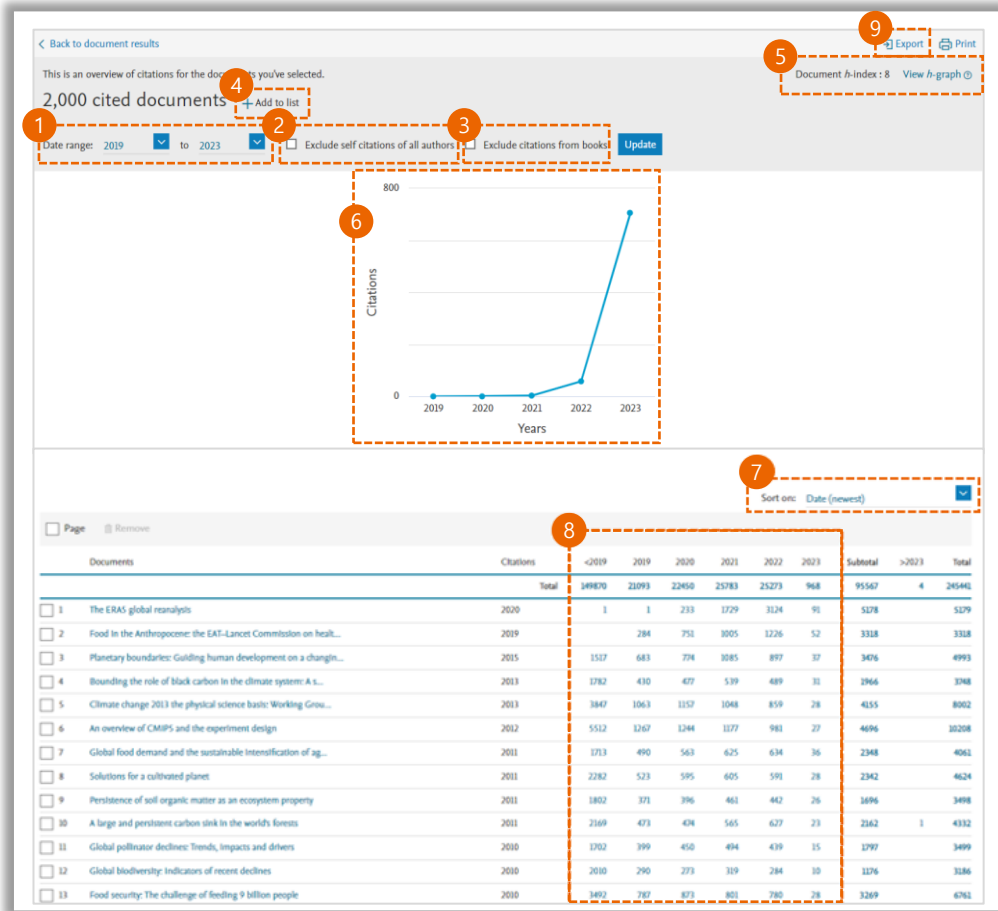 9
Back to document results
Export Print
5
This is an overview of citations for the documents you've selected.
Document h-index : 8 View h-graph
4
2,000 cited documents + Add to list
1 2 3
Date range: 2019 to 2023 Exclude self citations of all authors Exclude citations from books Update
800
6
Citations
0
2019 2020 2021 2022 2023
Years
7
Sort on: Date (newest)
Page Remove
8
Documents Citations <2019 2019 2020 2021 2022 2023 Subtotal >2023 Total
Total 149870 21093 22450 25783 25273 968 95567 4 245441
1 The ERA5 global reanalysis 2020 1 1 233 1729 3124 91 5178 5179
2 Food in the Anthropocene: the EAT–Lancet Commission on healt... 2019 284 751 1005 1226 52 3318 3318
3 Planetary boundaries: Guiding human development on a changin... 2015 1517 683 774 1085 897 37 3476 4993
4 Bounding the role of black carbon in the climate system: A s... 2013 1782 430 477 539 489 31 1966 3748
5 Climate change 2013 the physical science basis: Working Grou... 2013 3847 1063 1157 1048 859 28 4155 8002
6 An overview of CMIP5 and the experiment design 2012 5512 1267 1244 1177 981 27 4696 10208
7 Global food demand and the sustainable intensification of ag... 2011 1713 490 563 625 634 36 2348 4061
8 Solutions for a cultivated planet 2011 2282 523 595 605 591 28 2342 4624
9 Persistence of soil organic matter as an ecosystem property 2011 1802 371 396 461 442 26 1696 3498
10 A large and persistent carbon sink in the world's forests 2011 2169 473 474 565 627 23 2162 1 4332
11 Global pollinator declines: Trends, impacts and drivers 2010 1702 399 450 494 439 15 1797 3499
12 Global biodiversity: Indicators of recent declines 2010 2010 290 273 319 284 10 1176 3186
13 Food security: The challenge of feeding 9 billion people 2010 3492 787 873 801 780 28 3269 6761